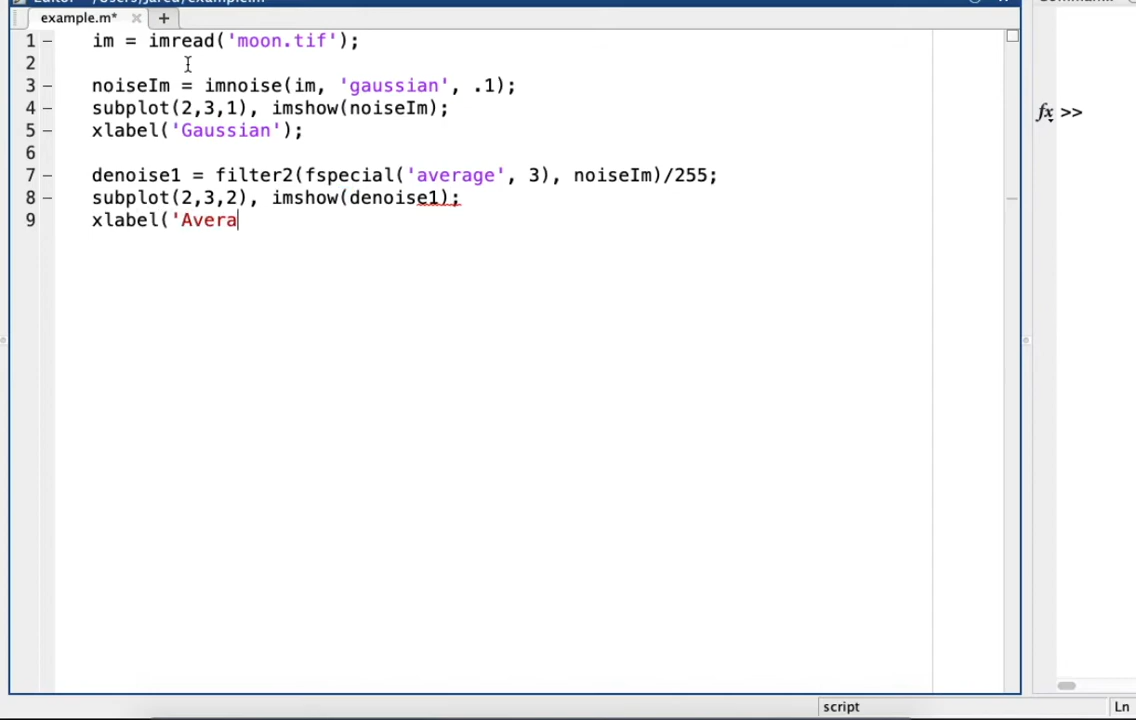 example.m* × +
1 – im = imread('moon.tif');
2
3 – noiseIm = imnoise(im, 'gaussian', .1);
4 – subplot(2,3,1), imshow(noiseIm);
5 – xlabel('Gaussian');
6
7 – denoise1 = filter2(fspecial('average', 3), noiseIm)/255;
8 – subplot(2,3,2), imshow(denoise1);
9 xlabel('Avera
fx >>
script Ln